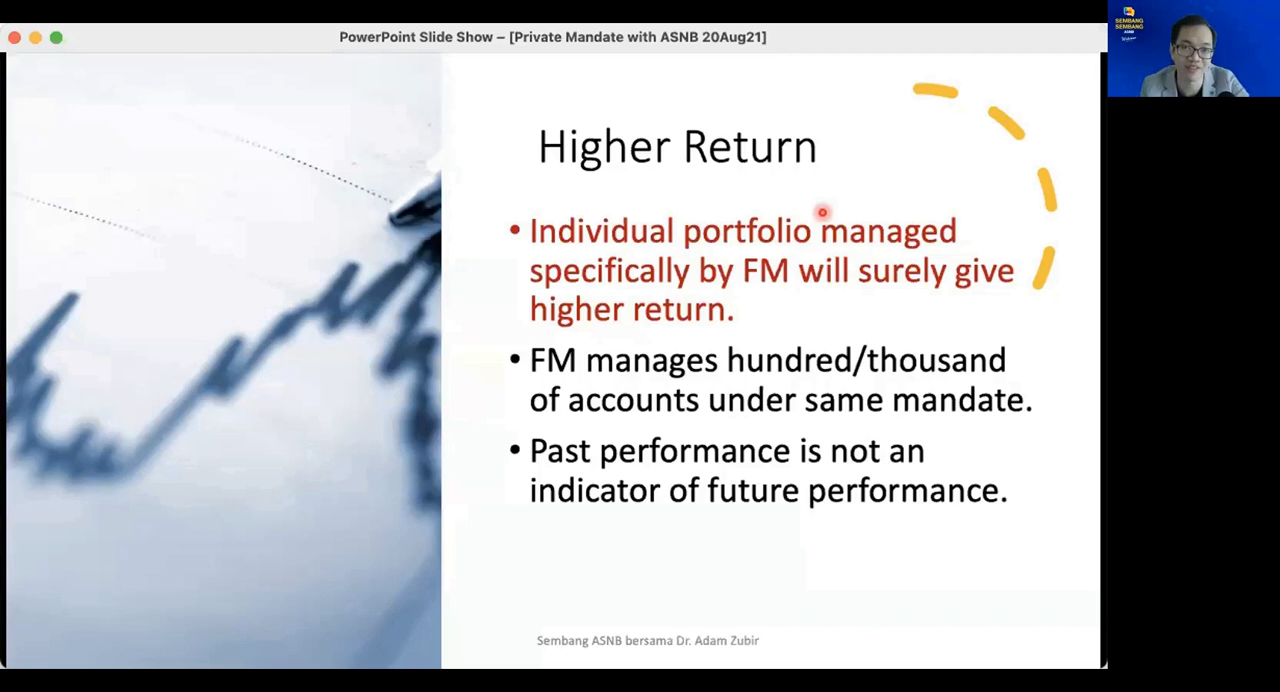 PowerPoint Slide Show – [Private Mandate with ASNB 20Aug21]
SEMBANG
SEMBANG
ASNB
Higher Return
• Individual portfolio managed
specifically by FM will surely give
higher return.
• FM manages hundred/thousand
of accounts under same mandate.
• Past performance is not an
indicator of future performance.
Sembang ASNB bersama Dr. Adam Zubir